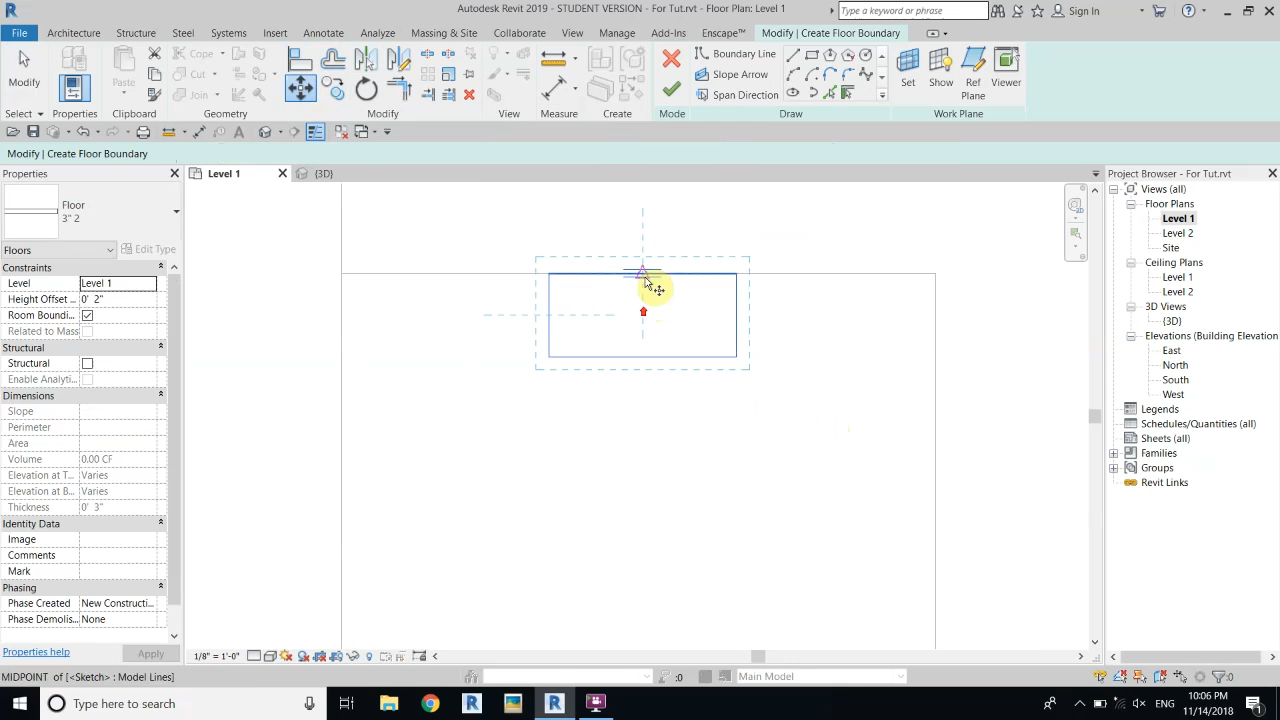 Autodesk Revit 2019 - STUDENT VERSION - For Tut.rvt - Floor Plan: Level 1
Type a keyword or phrase
Sign In
File
Architecture
Structure
Steel
Systems
Insert
Annotate
Analyze
Massing & Site
Collaborate
View
Manage
Add-Ins
Enscape™
Modify | Create Floor Boundary
Modify
Paste
Cope
Cut
Join
Boundary Line
Slope Arrow
Span Direction
Set
Show
Ref
Plane
Viewer
Select
Properties
Clipboard
Geometry
Modify
View
Measure
Create
Mode
Draw
Work Plane
Modify | Create Floor Boundary
Properties
Floor
3" 2
Floors
Edit Type
Constraints
Level
Level 1
Height Offset ...
0' 2"
Room Boundi...
Related to Mass
Structural
Structural
Enable Analyti...
Dimensions
Slope
Perimeter
Area
Volume
0.00 CF
Elevation at T...
Varies
Elevation at B...
Varies
Thickness
0' 3"
Identity Data
Image
Comments
Mark
Phasing
Phase Created
New Constructi...
Phase Demolis...
None
Properties help
Apply
Level 1
{3D}
1/8" = 1'-0"
Project Browser - For Tut.rvt
Views (all)
Floor Plans
Level 1
Level 2
Site
Ceiling Plans
Level 1
Level 2
3D Views
{3D}
Elevations (Building Elevation
East
North
South
West
Legends
Schedules/Quantities (all)
Sheets (all)
Families
Groups
Revit Links
MIDPOINT of [<Sketch> : Model Lines]
:0
Main Model
:0
Type here to search
ENG
10:06 PM
11/14/2018